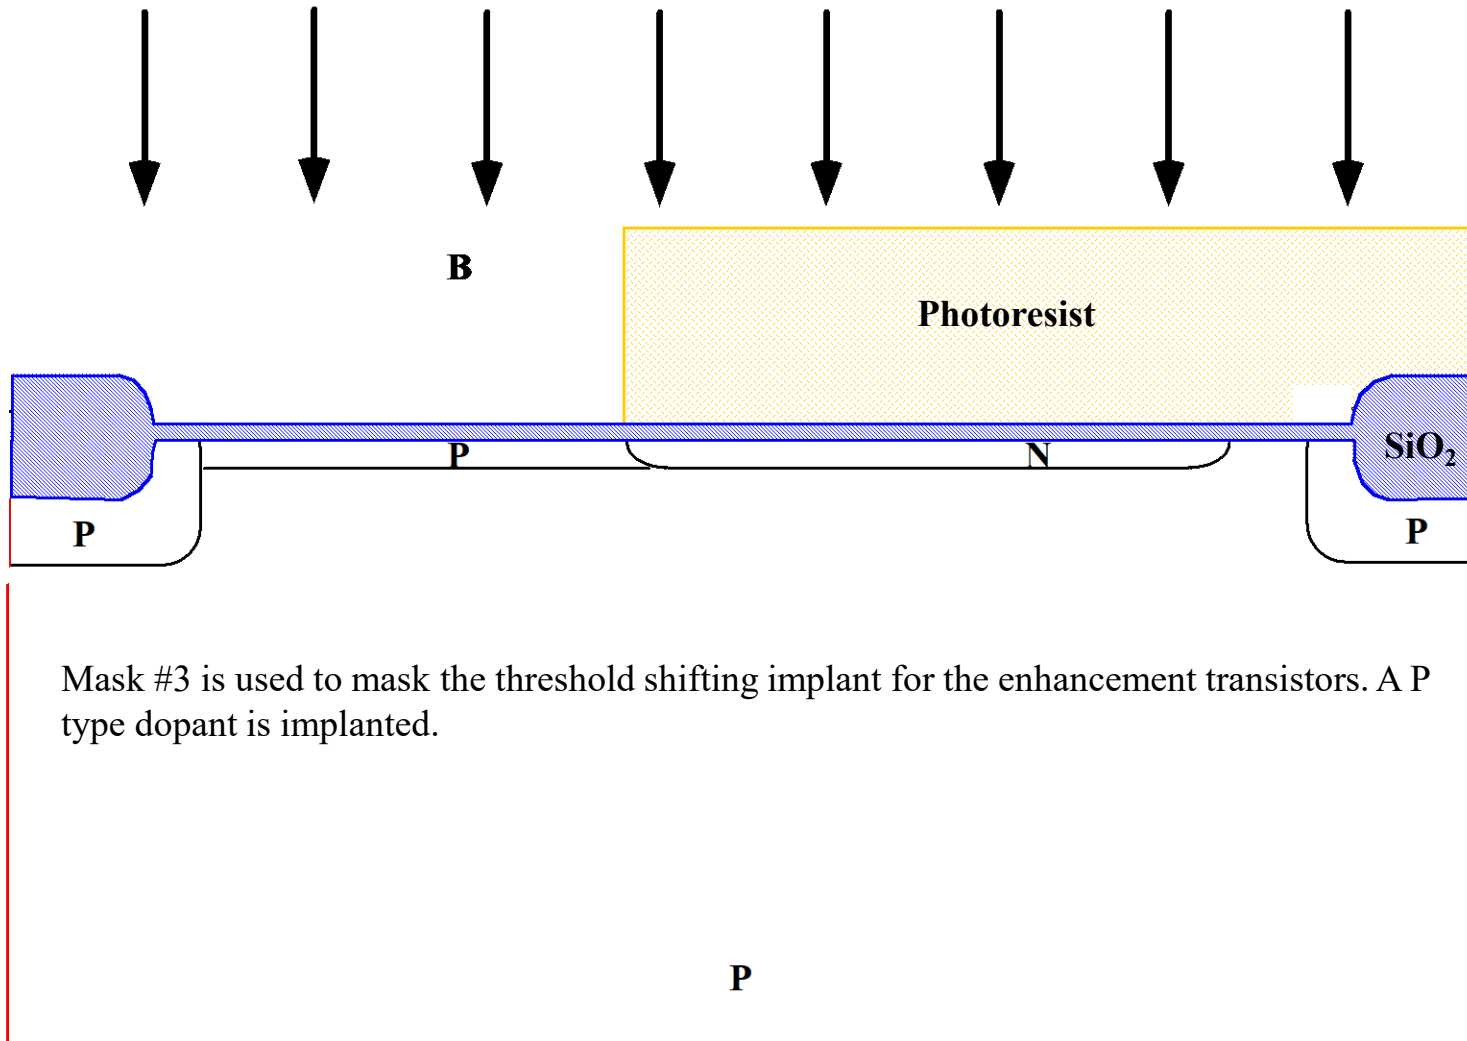 B
Photoresist
P
N
SiO₂
P
P
Mask #3 is used to mask the threshold shifting implant for the enhancement transistors. A P
type dopant is implanted.
P